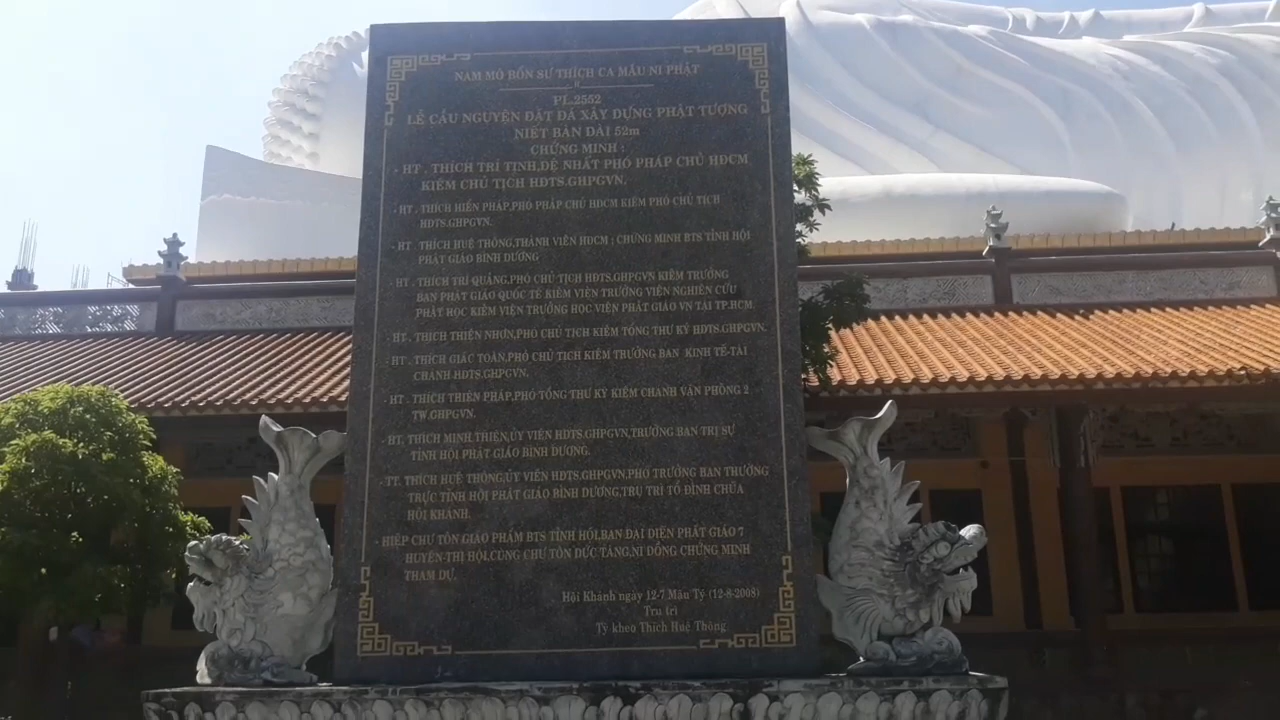 NAM MÔ BỔN SƯ THÍCH CA MÂU NI PHẬT
PL.2552
LỄ CẦU NGUYỆN ĐẶT ĐÁ XÂY DỰNG PHẬT TƯỢNG
NIẾT BÀN DÀI 52m
CHỨNG MINH :
- HT . THÍCH TRÍ TỊNH,ĐỆ NHẤT PHÓ PHÁP CHỦ HĐCM
KIÊM CHỦ TỊCH HĐTS.GHPGVN.
- HT . THÍCH HIỂN PHÁP,PHÓ PHÁP CHỦ HĐCM KIÊM PHÓ CHỦ TỊCH
HĐTS.GHPGVN.
- HT THÍCH HUỆ THÔNG,THÀNH VIÊN HĐCM ; CHỨNG MINH BTS TỈNH HỘI
PHẬT GIÁO BÌNH DƯƠNG
- HT . THÍCH TRÍ QUẢNG,PHÓ CHỦ TỊCH HĐTS.GHPGVN KIÊM TRƯỞNG
BAN PHẬT GIÁO QUỐC TẾ KIÊM VIỆN TRƯỞNG VIỆN NGHIÊN CỨU
PHẬT HỌC KIÊM VIỆN TRƯỞNG HỌC VIỆN PHẬT GIÁO VN TẠI TP.HCM.
- HT. THÍCH THIỆN NHƠN,PHÓ CHỦ TỊCH KIÊM TỔNG THƯ KÝ HĐTS.GHPGVN.
- HT . THÍCH GIÁC TOÀN,PHÓ CHỦ TỊCH KIÊM TRƯỞNG BAN KINH TẾ-TÀI
CHÁNH HĐTS.GHPGVN.
- HT THÍCH THIỆN PHÁP,PHÓ TỔNG THƯ KÝ KIÊM CHÁNH VĂN PHÒNG 2
TW.GHPGVN.
- HT. THÍCH MINH THIỆN,ỦY VIÊN HĐTS.GHPGVN,TRƯỞNG BAN TRỊ SỰ
TỈNH HỘI PHẬT GIÁO BÌNH DƯƠNG.
- TT. THÍCH HUỆ THÔNG,ỦY VIÊN HĐTS.GHPGVN,PHÓ TRƯỞNG BAN THƯỜNG
TRỰC TỈNH HỘI PHẬT GIÁO BÌNH DƯƠNG,TRỤ TRÌ TỔ ĐÌNH CHÙA
HỘI KHÁNH.
- HIỆP CHƯ TÔN GIÁO PHẨM BTS TỈNH HỘI,BAN ĐẠI DIỆN PHẬT GIÁO 7
HUYỆN-THỊ HỘI,CÙNG CHƯ TÔN ĐỨC TĂNG,NI ĐỒNG CHỨNG MINH
THAM DỰ.
Hội Khánh ngày 12-7 Mậu Tý (12-8-2008)
Trụ trì
Tỳ kheo Thích Huệ Thông